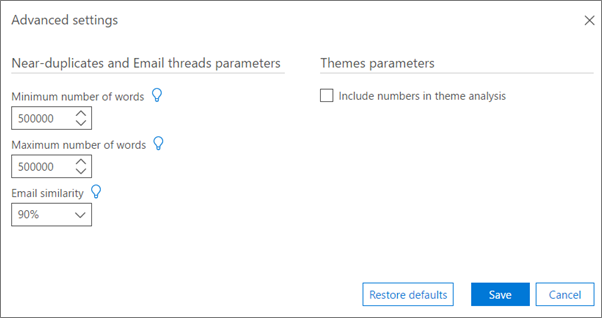 Advanced settings
Near-duplicates and Email threads parameters
Themes parameters
Minimum number of words
Include numbers in theme analysis
500000
Maximum number of words
500000
Email similarity
90%
Restore defaults
Save
Cancel